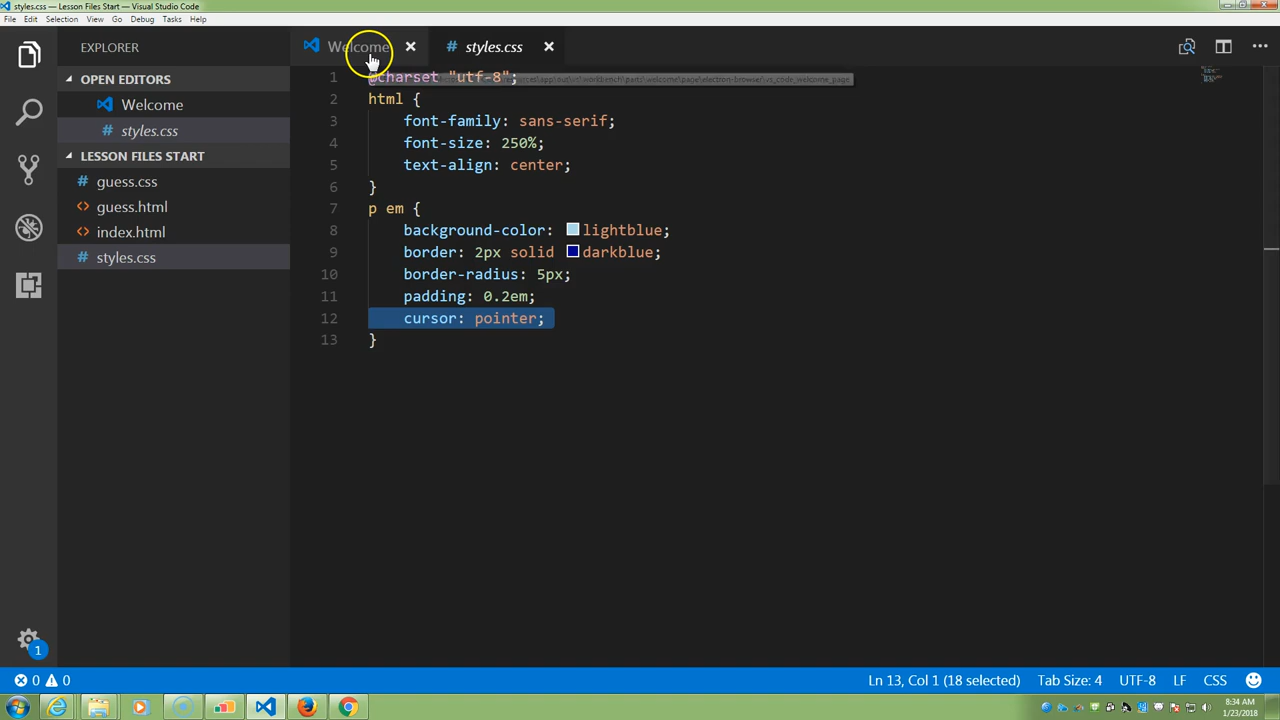 styles.css — Lesson Files Start — Visual Studio Code
File Edit Selection View Go Debug Tasks Help
EXPLORER
Welcome
styles.css
OPEN EDITORS
Welcome
styles.css
LESSON FILES START
guess.css
guess.html
index.html
styles.css
1 @charset "utf-8";
2 html {
3 font-family: sans-serif;
4 font-size: 250%;
5 text-align: center;
6 }
7 p em {
8 background-color: lightblue;
9 border: 2px solid darkblue;
10 border-radius: 5px;
11 padding: 0.2em;
12 cursor: pointer;
13 }
1
0 0
Ln 13, Col 1 (18 selected) Tab Size: 4 UTF-8 LF CSS
8:34 AM
1/23/2018